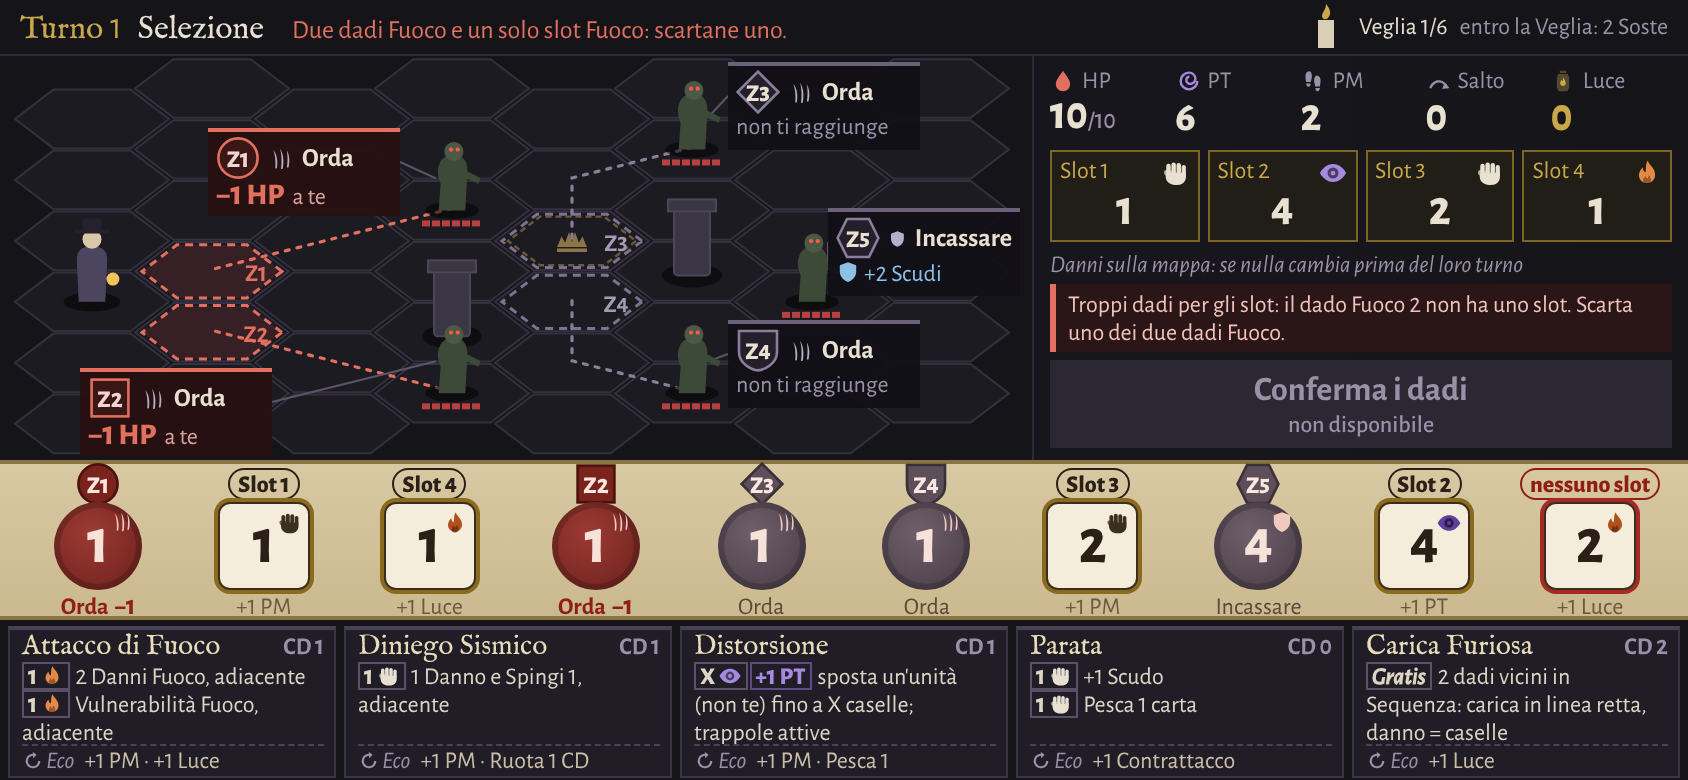 Turno 1 Selezione Due dadi Fuoco e un solo slot Fuoco: scartane uno.
Veglia 1/6 entro la Veglia: 2 Soste
Z3 Orda
non ti raggiunge
Z1 Orda
−1 HP a te
Z3
Z5 Incassare
+2 Scudi
Z1
Z4
Z2
Z4 Orda
non ti raggiunge
Z2 Orda
−1 HP a te
HP PT PM Salto Luce
10/10 6 2 0 0
Slot 1 Slot 2 Slot 3 Slot 4
1 4 2 1
Danni sulla mappa: se nulla cambia prima del loro turno
Troppi dadi per gli slot: il dado Fuoco 2 non ha uno slot. Scarta
uno dei due dadi Fuoco.
Conferma i dadi
non disponibile
Z1 Slot 1 Slot 4 Z2 Z3 Z4 Slot 3 Z5 Slot 2 nessuno slot
1 1 1 1 1 1 2 4 4 2
Orda −1 +1 PM +1 Luce Orda −1 Orda Orda +1 PM Incassare +1 PT +1 Luce
Attacco di Fuoco CD 1
1 2 Danni Fuoco, adiacente
1 Vulnerabilità Fuoco,
adiacente
Eco +1 PM · +1 Luce
Diniego Sismico CD 1
1 1 Danno e Spingi 1,
adiacente
Eco +1 PM · Ruota 1 CD
Distorsione CD 1
X +1 PT sposta un'unità
(non te) fino a X caselle;
trappole attive
Eco +1 PM · Pesca 1
Parata CD 0
1 +1 Scudo
1 Pesca 1 carta
Eco +1 Contrattacco
Carica Furiosa CD 2
Gratis 2 dadi vicini in
Sequenza: carica in linea retta,
danno = caselle
Eco +1 Luce